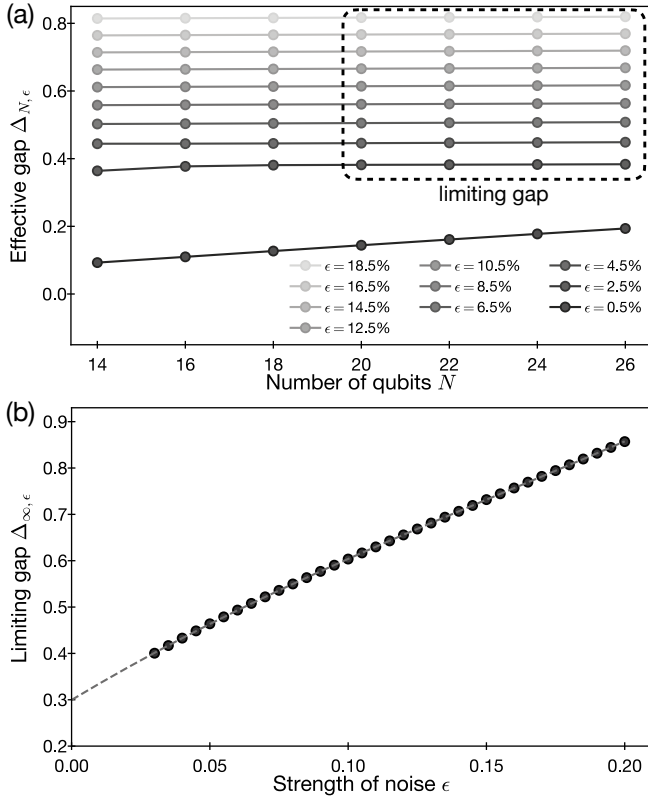 (a)
Effective gap Δ_{N, ϵ}
0.8
0.6
0.4
0.2
0.0
limiting gap
ϵ = 18.5% ϵ = 10.5% ϵ = 4.5%
ϵ = 16.5% ϵ = 8.5% ϵ = 2.5%
ϵ = 14.5% ϵ = 6.5% ϵ = 0.5%
ϵ = 12.5%
14 16 18 20 22 24 26
Number of qubits N
(b)
Limiting gap Δ_{∞, ϵ}
0.9
0.8
0.7
0.6
0.5
0.4
0.3
0.2
0.00 0.05 0.10 0.15 0.20
Strength of noise ϵ